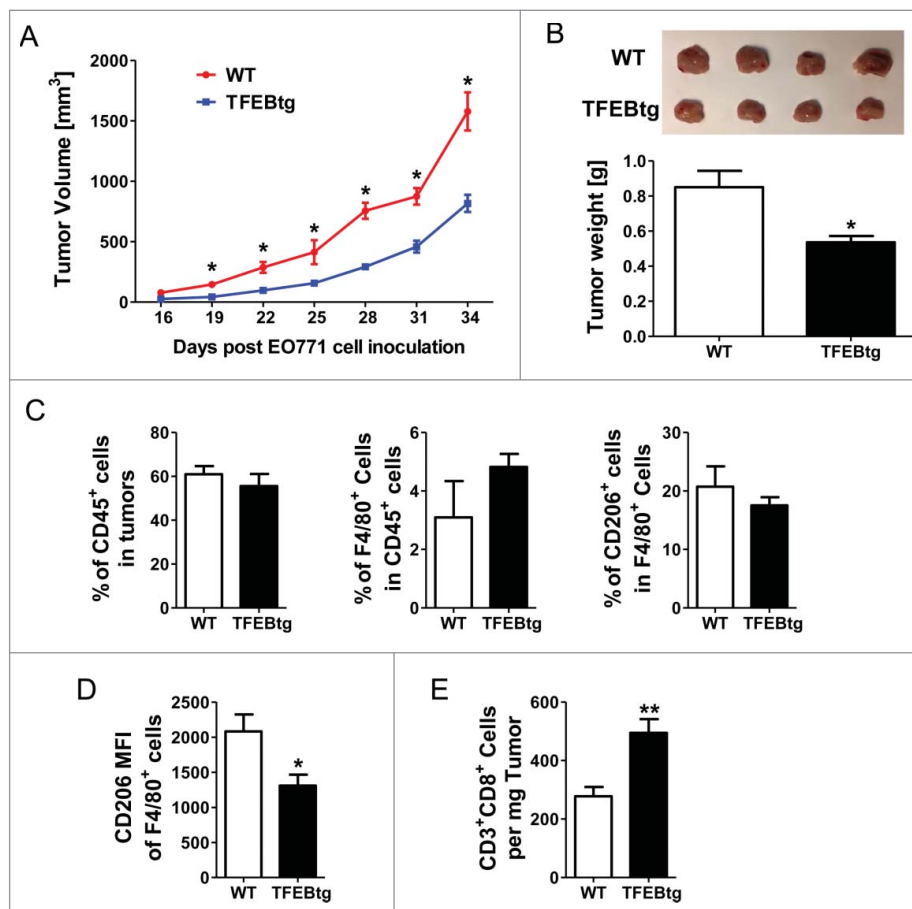 A
Tumor Volume [mm³]
2000
1500
1000
500
0
WT
TFEBtg
*
*
*
*
*
*
16 19 22 25 28 31 34
Days post EO771 cell inoculation
B
WT
TFEBtg
Tumor weight [g]
1.0
0.8
0.6
0.4
0.2
0.0
*
WT TFEBtg
C
% of CD45⁺ cells
in tumors
80
60
40
20
0
WT TFEBtg
% of F4/80⁺ Cells
in CD45⁺ cells
6
4
2
0
WT TFEBtg
% of CD206⁺ cells
in F4/80⁺ Cells
30
20
10
0
WT TFEBtg
D
CD206 MFI
of F4/80⁺ cells
2500
2000
1500
1000
500
0
*
WT TFEBtg
E
CD3⁺CD8⁺ Cells
per mg Tumor
600
400
200
0
**
WT TFEBtg